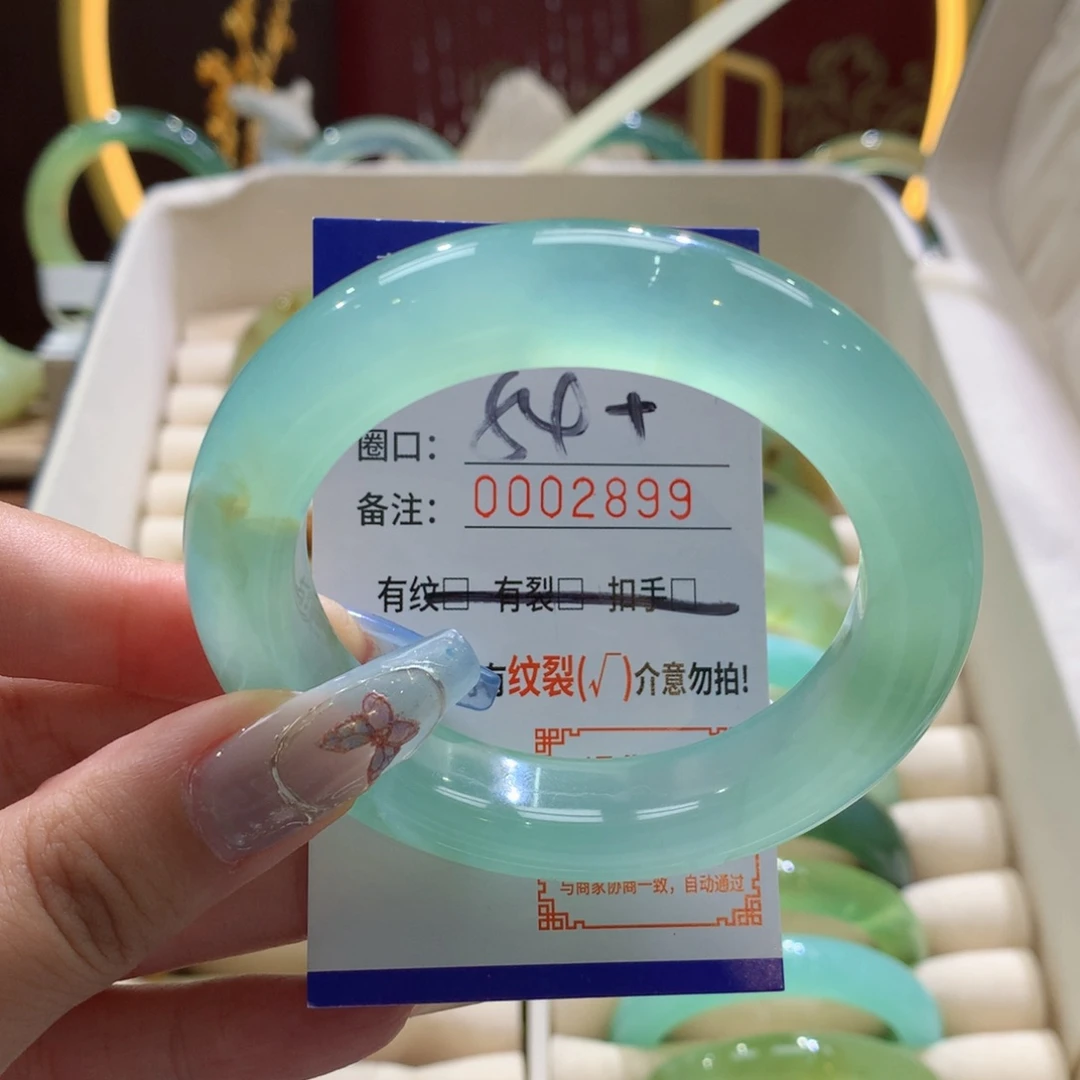 圈口： 54+
备注： 0002899
有纹□ 有裂□ 扣手□
有纹裂(√)介意勿拍!
与商家协商一致，自动通过